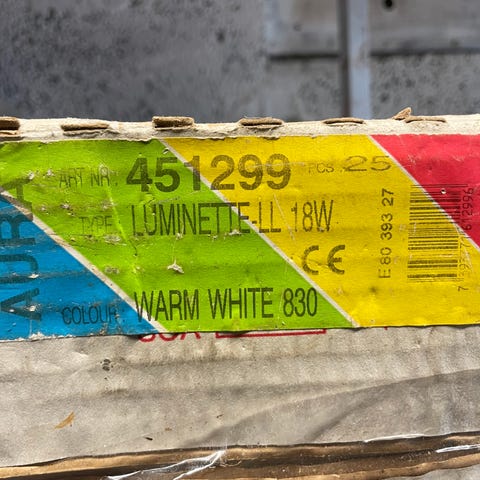 AURA
ART NR: 451299 PCS: 25
TYPE LUMINETTE-LL 18W
CE
COLOUR WARM WHITE 830
E 80 393 27